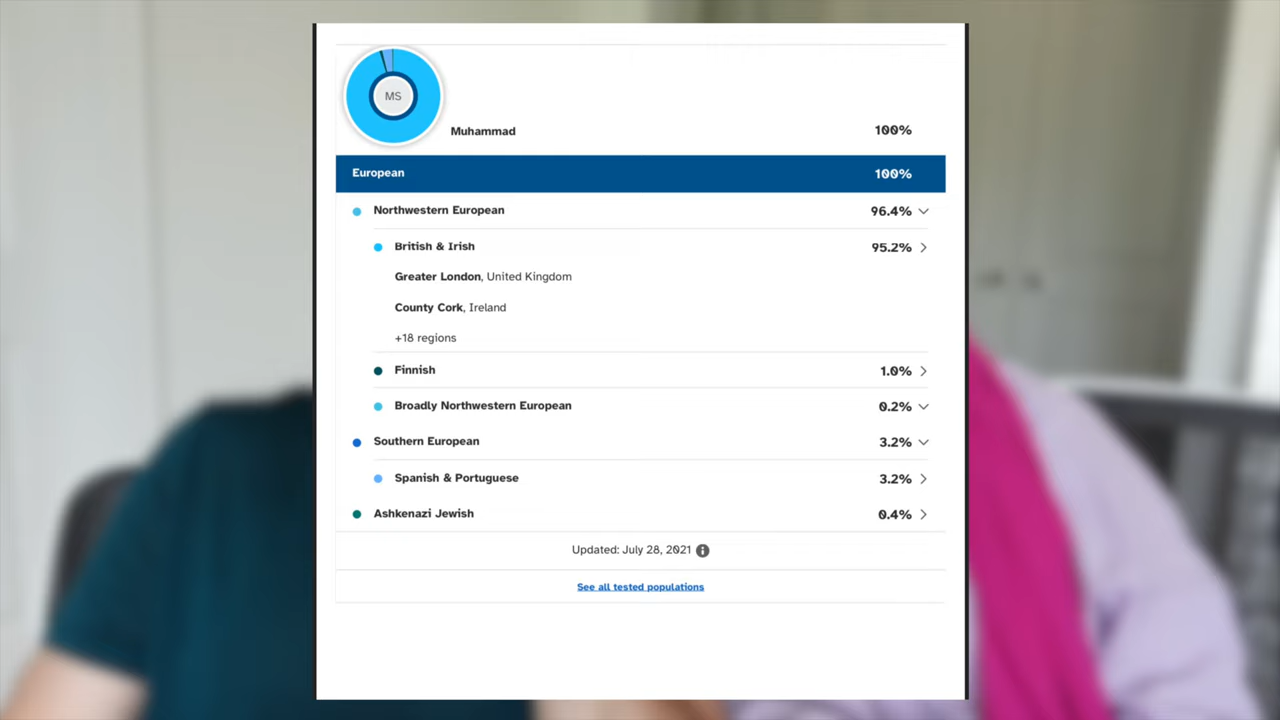 MS
Muhammad 100%
European 100%
Northwestern European 96.4%
British & Irish 95.2%
Greater London, United Kingdom
County Cork, Ireland
+18 regions
Finnish 1.0%
Broadly Northwestern European 0.2%
Southern European 3.2%
Spanish & Portuguese 3.2%
Ashkenazi Jewish 0.4%
Updated: July 28, 2021
See all tested populations